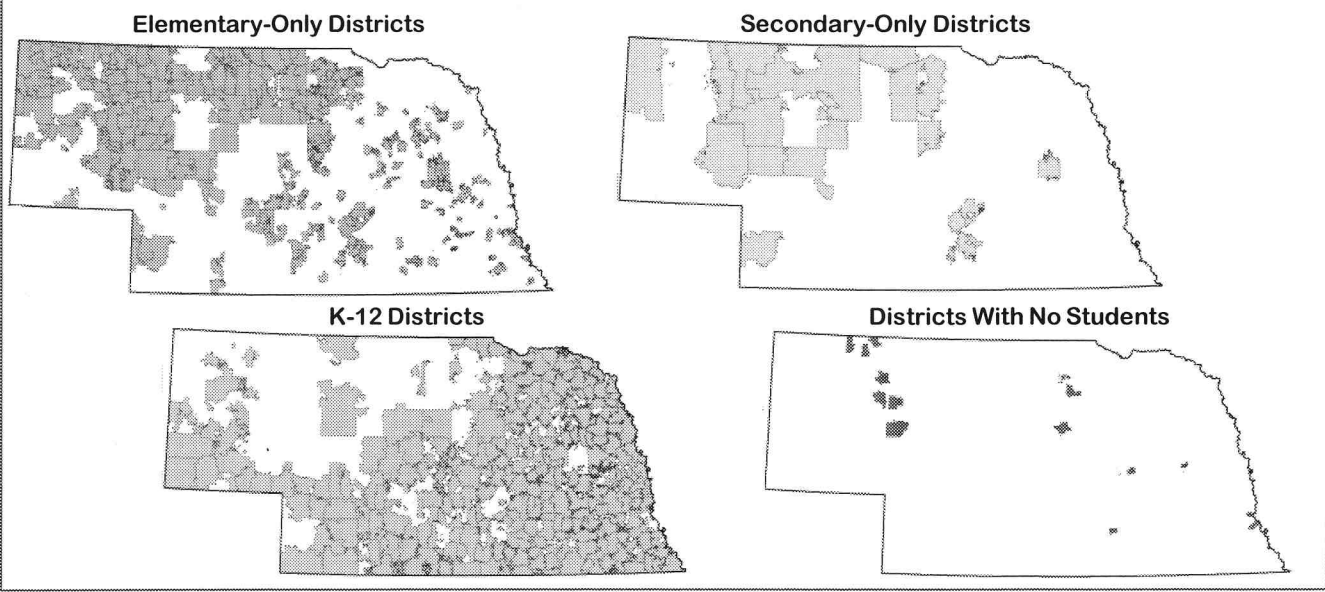 Elementary-Only Districts
Secondary-Only Districts
K-12 Districts
Districts With No Students